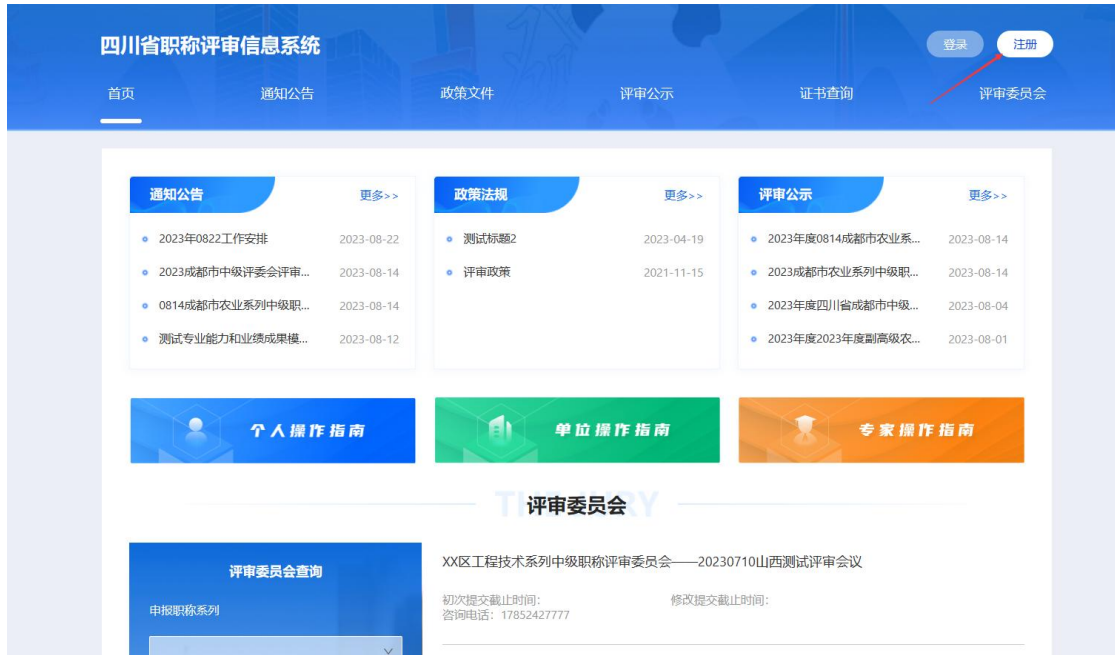 四川省职称评审信息系统
登录 注册
首页 通知公告 政策文件 评审公示 证书查询 评审委员会
通知公告 更多>>
2023年0822工作安排 2023-08-22
2023成都市中级评委会评审... 2023-08-14
0814成都市农业系列中级职... 2023-08-14
测试专业能力和业绩成果模... 2023-08-12
政策法规 更多>>
测试标题2 2023-04-19
评审政策 2021-11-15
评审公示 更多>>
2023年度0814成都市农业系... 2023-08-14
2023成都市农业系列中级职... 2023-08-14
2023年度四川省成都市中级... 2023-08-04
2023年度2023年度副高级农... 2023-08-01
个人操作指南 单位操作指南 专家操作指南
评审委员会
评审委员会查询
申报职称系列
XX区工程技术系列中级职称评审委员会——20230710山西测试评审会议
初次提交截止时间： 修改提交截止时间：
咨询电话：17852427777